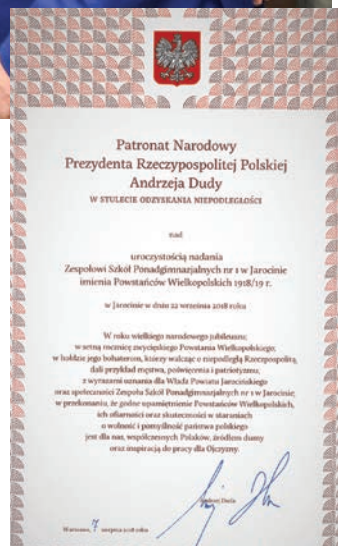 Patronat Narodowy
Prezydenta Rzeczypospolitej Polskiej
Andrzeja Dudy
W STULECIE ODZYSKANIA NIEPODLEGŁOŚCI
nad
uroczystością nadania
Zespołowi Szkół Ponadgimnazjalnych nr 1 w Jarocinie
imienia Powstańców Wielkopolskich 1918/19 r.
w Jarocinie w dniu 22 września 2018 roku
W roku wielkiego narodowego jubileuszu;
w setną rocznicę zwycięskiego Powstania Wielkopolskiego;
w hołdzie jego bohaterom, którzy walcząc o niepodległą Rzeczpospolitą,
dali przykład męstwa, poświęcenia i patriotyzmu;
z wyrazami uznania dla Władz Powiatu Jarocińskiego
oraz społeczności Zespołu Szkół Ponadgimnazjalnych nr 1 w Jarocinie;
w przekonaniu, że godne upamiętnienie Powstańców Wielkopolskich,
ich ofiarności oraz skuteczności w staraniach
o wolność i pomyślność państwa polskiego
jest dla nas, współczesnych Polaków, źródłem dumy
oraz inspiracją do pracy dla Ojczyzny.
Andrzej Duda
Warszawa, 7 sierpnia 2018 roku